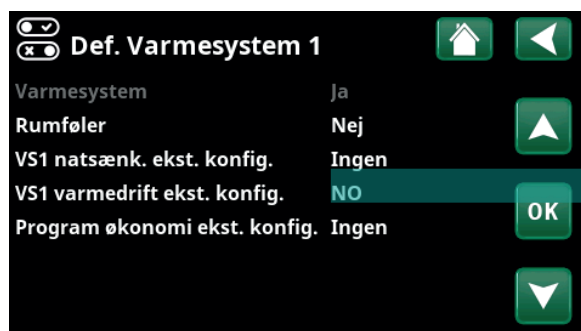 Def. Varmesystem 1
Varmesystem Ja
Rumføler Nej
VS1 natsænk. ekst. konfig. Ingen
VS1 varmedrift ekst. konfig. NO
Program økonomi ekst. konfig. Ingen
OK